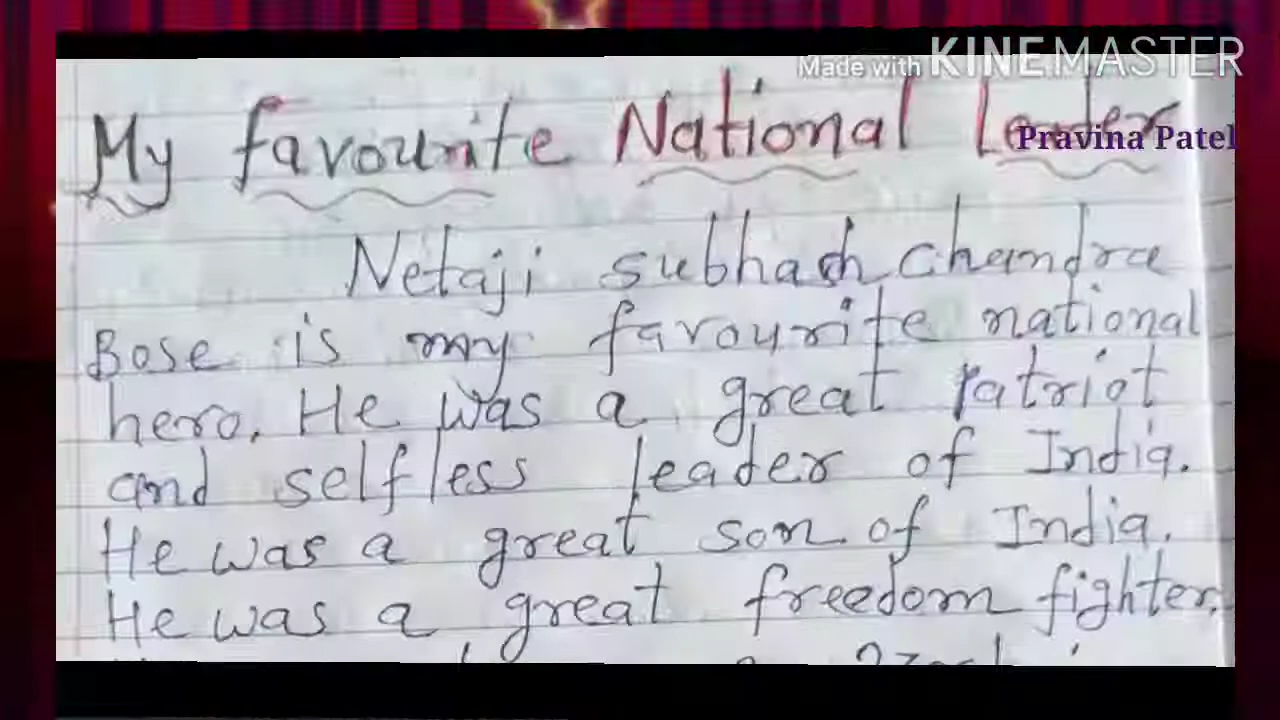 Made with KINEMASTER
My favourite National Leader
Pravina Patel
Netaji subhash chandra
Bose is my favourite national
hero. He was a great patriot
and selfless leader of India.
He was a great son of India.
He was a great freedom fighter.